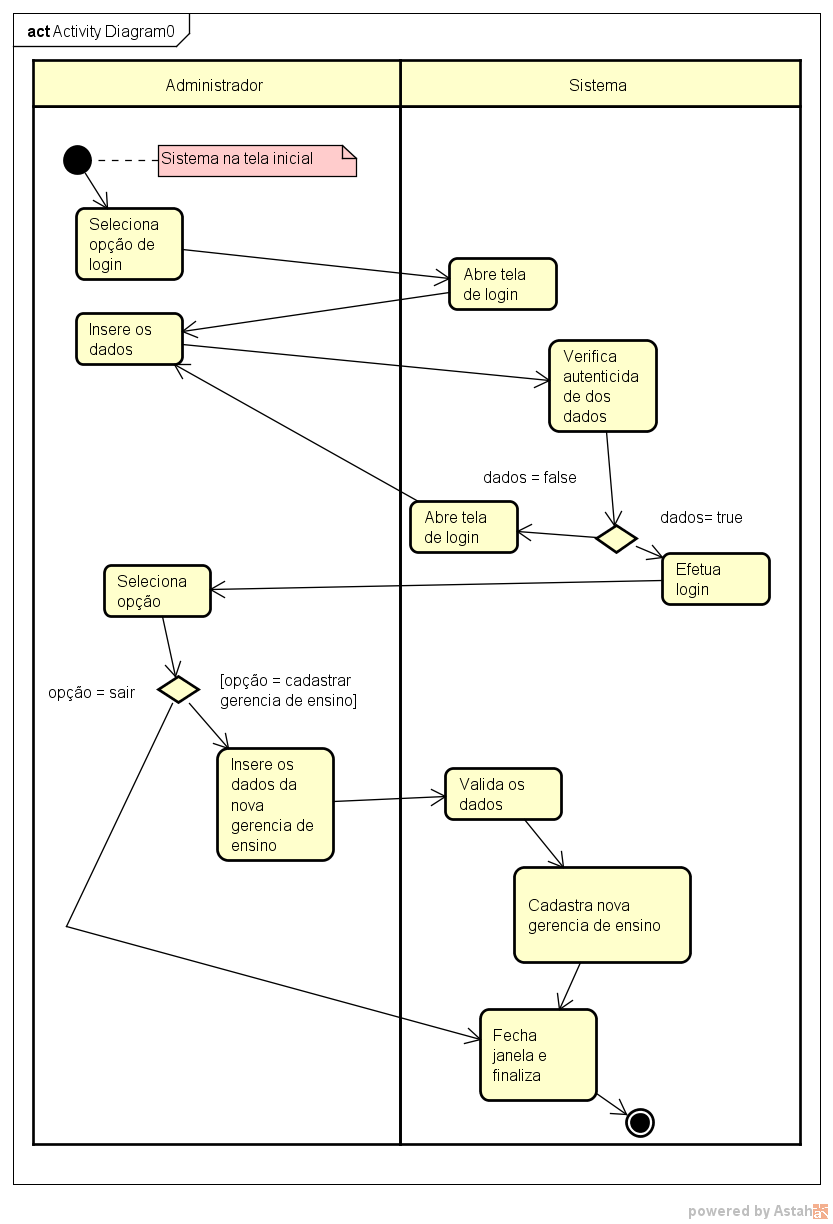 act Activity Diagram0
Administrador
Sistema
Sistema na tela inicial
Seleciona
opção de
login
Abre tela
de login
Insere os
dados
Verifica
autenticida
de dos
dados
dados = false
dados= true
Abre tela
de login
Efetua
login
Seleciona
opção
opção = sair
[opção = cadastrar
gerencia de ensino]
Insere os
dados da
nova
gerencia de
ensino
Valida os
dados
Cadastra nova
gerencia de ensino
Fecha
janela e
finaliza
powered by Astah